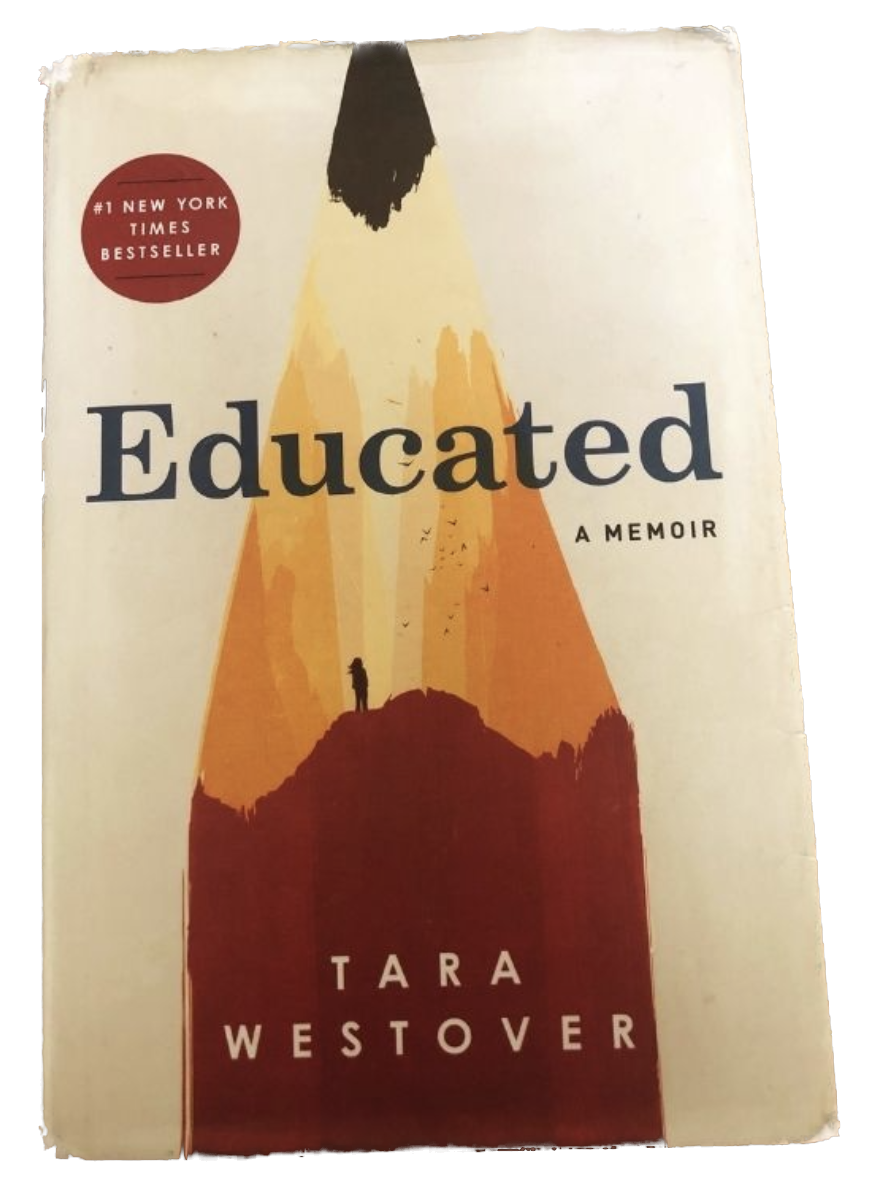 #1 NEW YORK
TIMES
BESTSELLER
Educated
A MEMOIR
TARA
WESTOVER